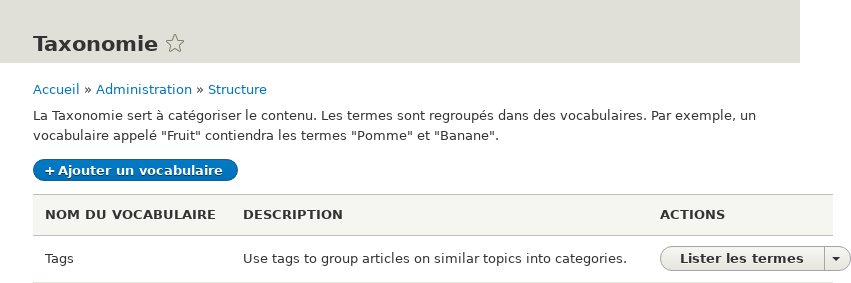 Taxonomie
Accueil » Administration » Structure
La Taxonomie sert à catégoriser le contenu. Les termes sont regroupés dans des vocabulaires. Par exemple, un
vocabulaire appelé "Fruit" contiendra les termes "Pomme" et "Banane".
+ Ajouter un vocabulaire
NOM DU VOCABULAIRE DESCRIPTION ACTIONS
Tags Use tags to group articles on similar topics into categories. Lister les termes